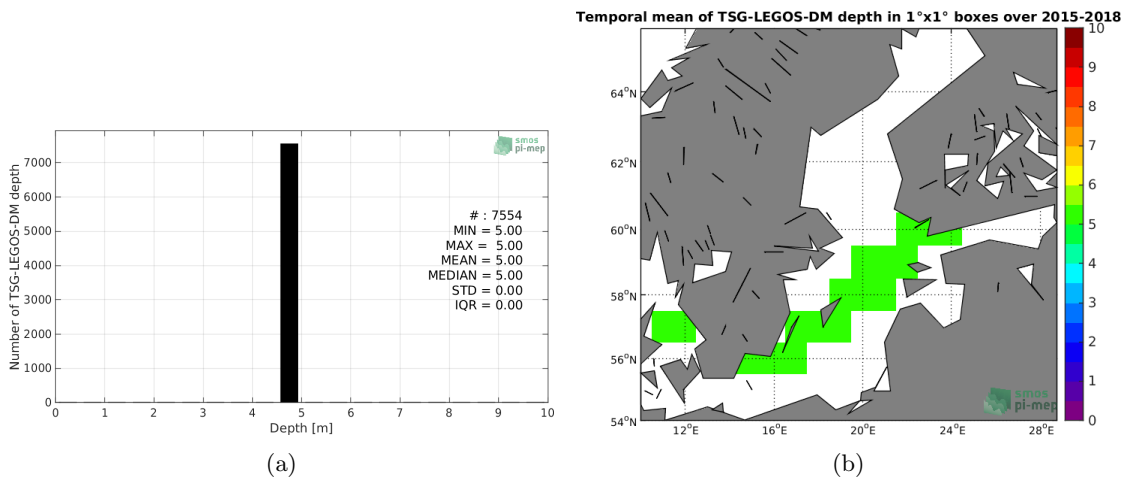 Temporal mean of TSG-LEGOS-DM depth in 1°x1° boxes over 2015-2018
smos
pi-mep
# : 7554
MIN = 5.00
MAX = 5.00
MEAN = 5.00
MEDIAN = 5.00
STD = 0.00
IQR = 0.00
Number of TSG-LEGOS-DM depth
7000
6000
5000
4000
3000
2000
1000
0
0 1 2 3 4 5 6 7 8 9 10
Depth [m]
(a)
64°N
62°N
60°N
58°N
56°N
54°N
12°E 16°E 20°E 24°E 28°E
smos
pi-mep
10
9
8
7
6
5
4
3
2
1
0
(b)